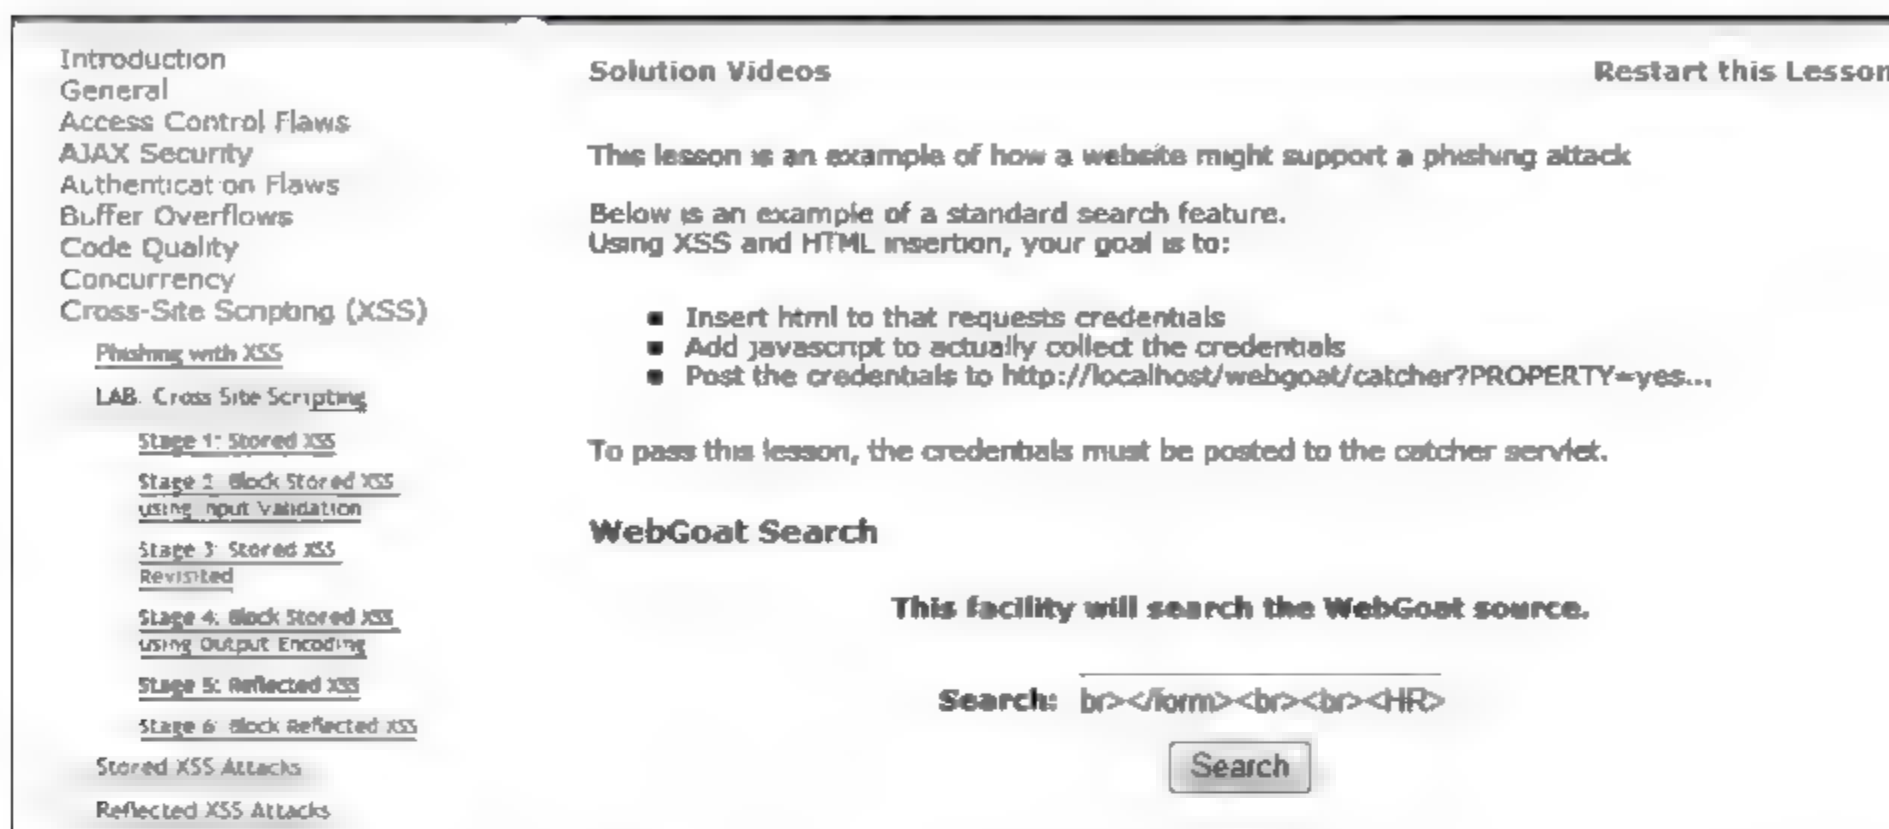 Introduction
General
Access Control Flaws
AJAX Security
Authentication Flaws
Buffer Overflows
Code Quality
Concurrency
Cross-Site Scripting (XSS)
Phishing with XSS
LAB: Cross Site Scripting
Stage 1: Stored XSS
Stage 2: Block Stored XSS
using Input Validation
Stage 3: Stored XSS
Revisited
Stage 4: Block Stored XSS
using Output Encoding
Stage 5: Reflected XSS
Stage 6: Block Reflected XSS
Stored XSS Attacks
Reflected XSS Attacks
Solution Videos
Restart this Lesson
This lesson is an example of how a website might support a phishing attack
Below is an example of a standard search feature.
Using XSS and HTML insertion, your goal is to:
Insert html to that requests credentials
Add javascript to actually collect the credentials
Post the credentials to http://localhost/webgoat/catcher?PROPERTY=yes...
To pass this lesson, the credentials must be posted to the catcher servlet.
WebGoat Search
This facility will search the WebGoat source.
Search: br></form><br><br><HR>
Search